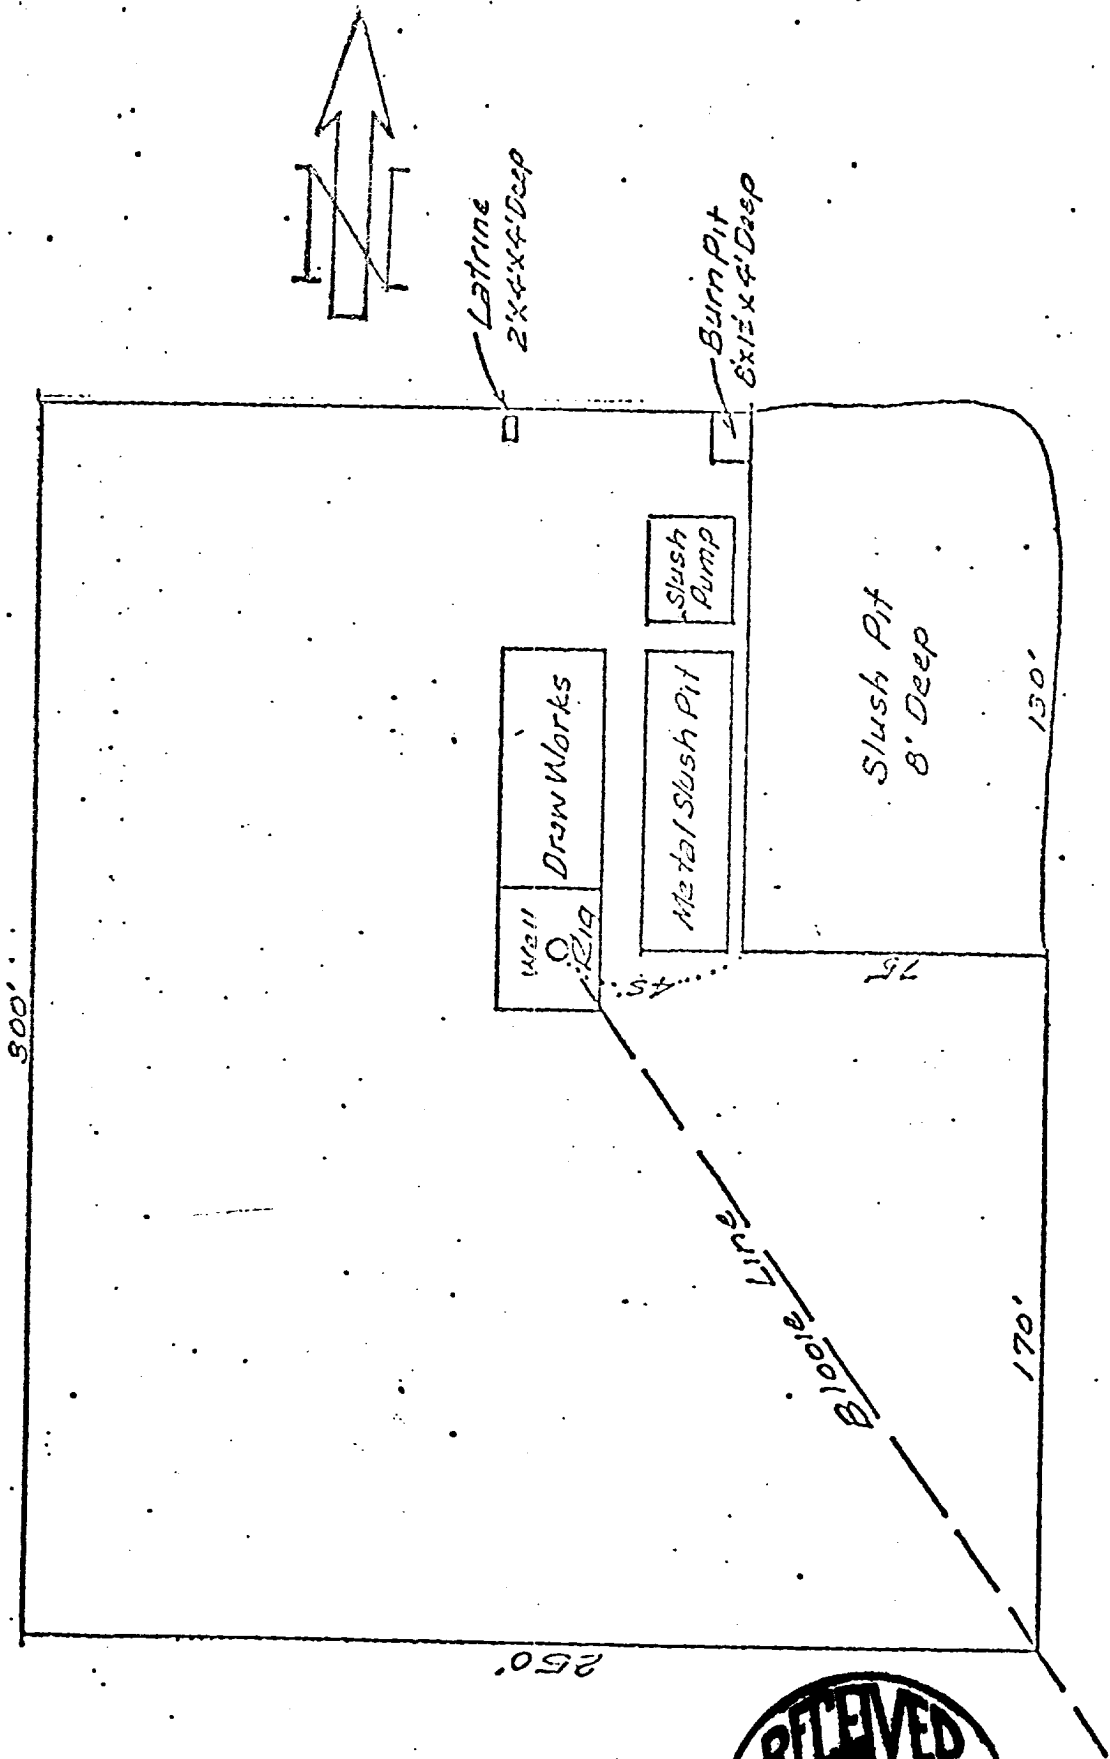 N
Latrine
2'x4'x4'Deep
Burn Pit
6'x12'x4'Deep
Slush
Pump
Draw Works
Metal Slush Pit
Well
Rig
Slush Pit
8' Deep
130'
300'
75'
45'
Blooie Line
170'
250'
RECEIVED